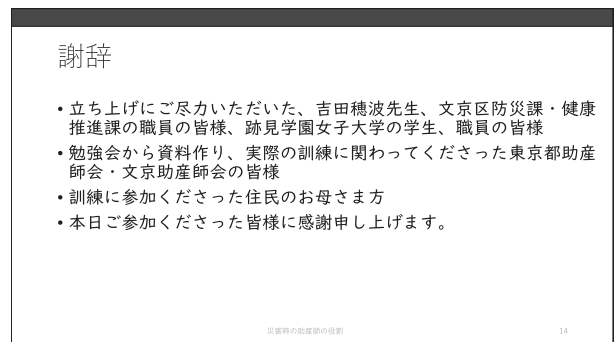 謝辞
• 立ち上げにご尽力いただいた、吉田穂波先生、文京区防災課・健康
推進課の職員の皆様、跡見学園女子大学の学生、職員の皆様
• 勉強会から資料作り、実際の訓練に関わってくださった東京都助産
師会・文京助産師会の皆様
• 訓練に参加くださった住民のお母さま方
• 本日ご参加くださった皆様に感謝申し上げます。
災害時の助産師の役割
14